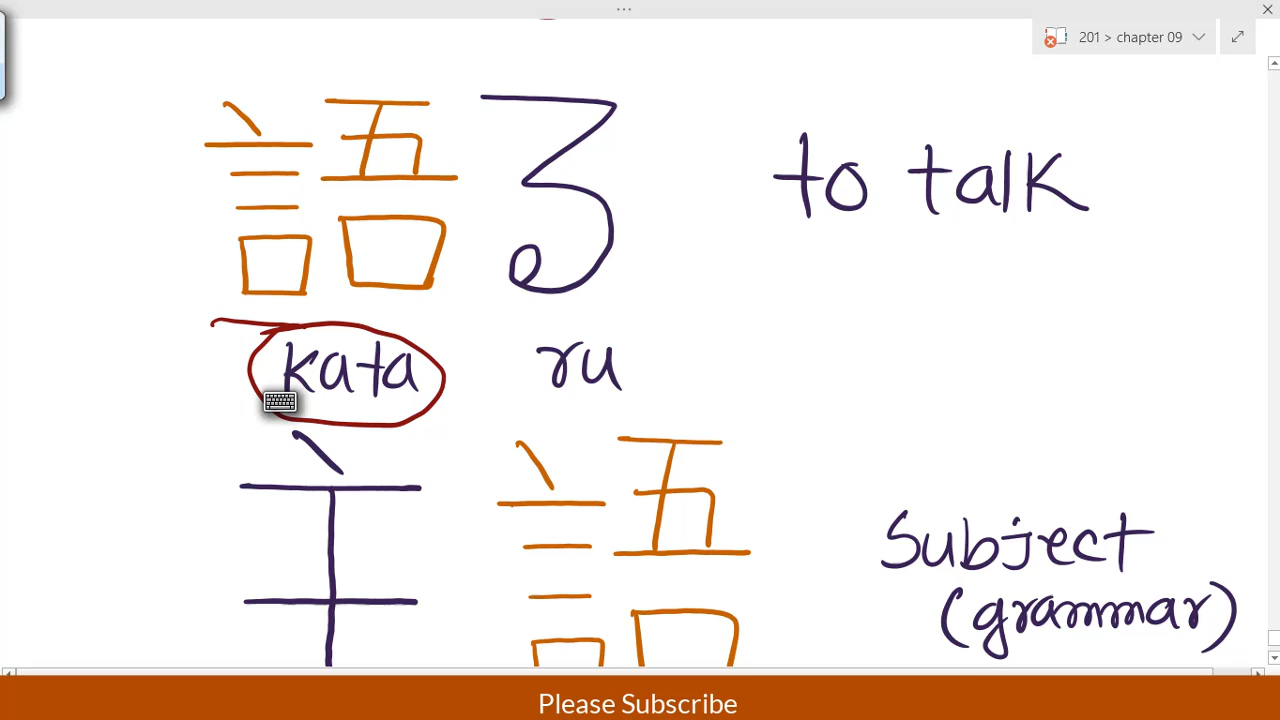 201 > chapter 09
語る to talk
kata ru
主語 Subject
(grammar)
Please Subscribe